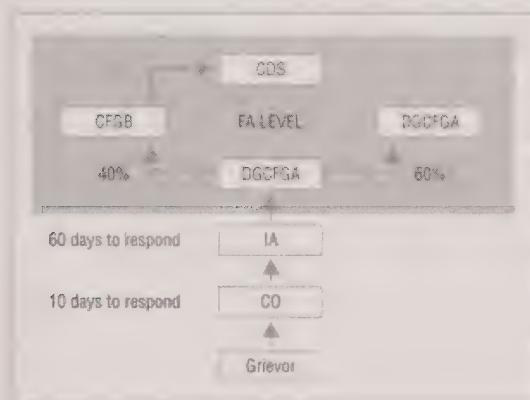 CDS
CFGB FA LEVEL DGCFGA
40% DGCFGA 60%
60 days to respond IA
10 days to respond CO
Grievor